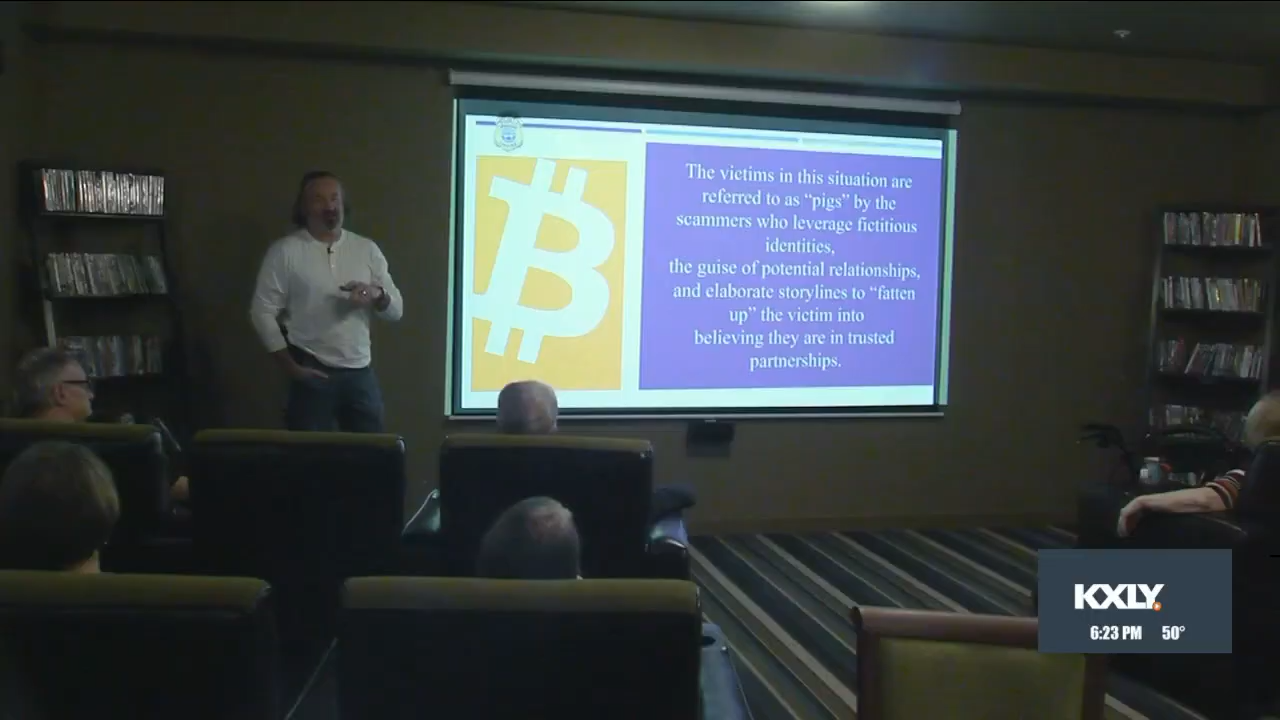 The victims in this situation are
referred to as “pigs” by the
scammers who leverage fictitious
identities,
the guise of potential relationships,
and elaborate storylines to “fatten
up” the victim into
believing they are in trusted
partnerships.
KXLY
6:23 PM 50°